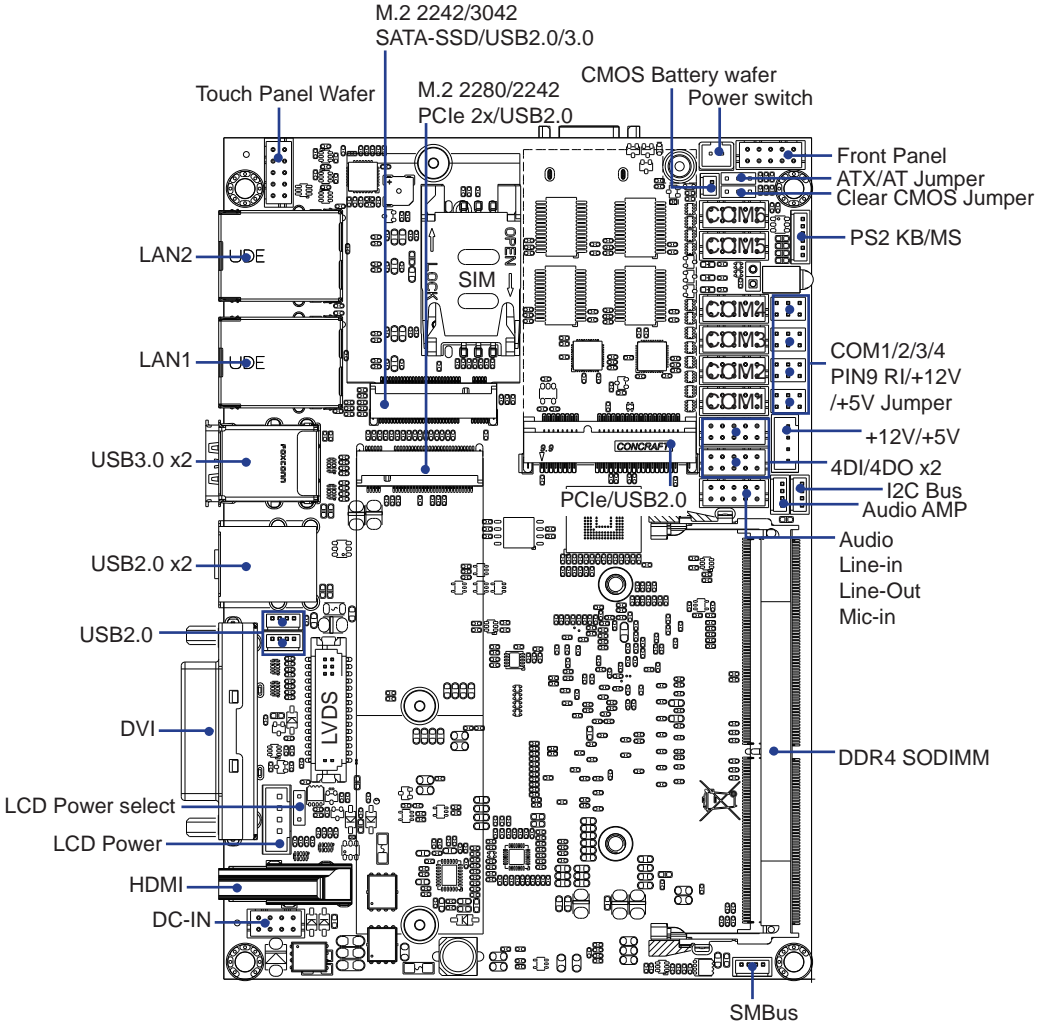 M.2 2242/3042
SATA-SSD/USB2.0/3.0
CMOS Battery wafer
Touch Panel Wafer
M.2 2280/2242
PCIe 2x/USB2.0
Power switch
Front Panel
ATX/AT Jumper
Clear CMOS Jumper
COM6
PS2 KB/MS
COM5
LAN2
UDE
OPEN
LOCK
SIM
COM4
COM3
COM2
COM1
LAN1
UDE
COM1/2/3/4
PIN9 RI/+12V
/+5V Jumper
+12V/+5V
CONCRAFT
9.9
USB3.0 x2
FOXCONN
4DI/4DO x2
PCIe/USB2.0
I2C Bus
Audio AMP
Audio
Line-in
Line-Out
Mic-in
USB2.0 x2
USB2.0
LVDS
DVI
DDR4 SODIMM
LCD Power select
LCD Power
HDMI
DC-IN
SMBus